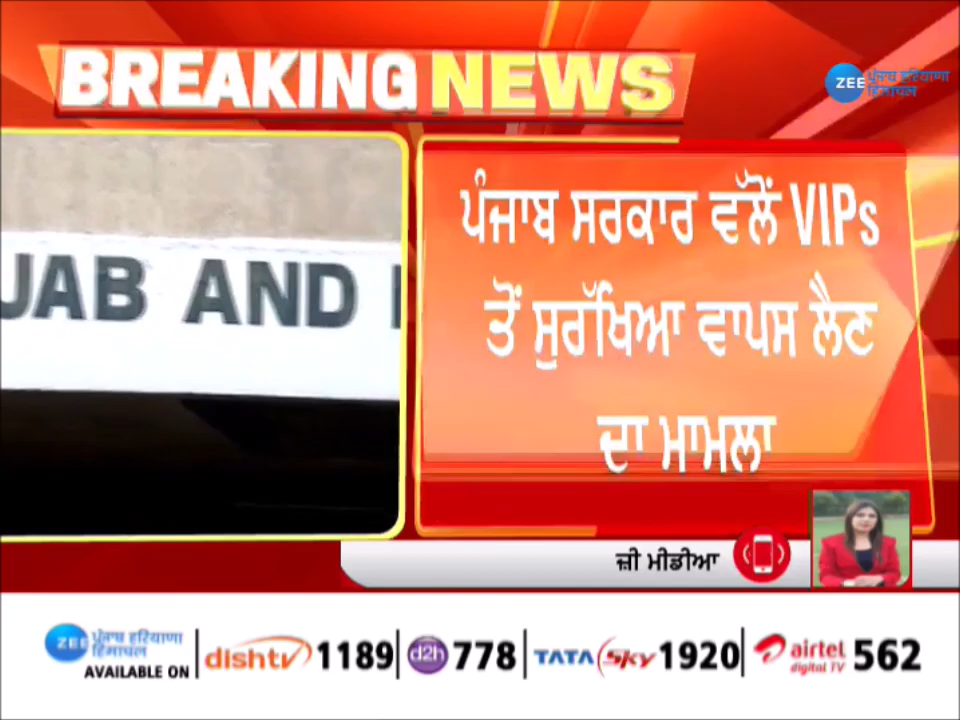 BREAKING NEWS
ZEE ਪੰਜਾਬ ਹਰਿਆਣਾ
ਹਿਮਾਚਲ
JAB AND
ਪੰਜਾਬ ਸਰਕਾਰ ਵੱਲੋਂ VIPs
ਤੋਂ ਸੁਰੱਖਿਆ ਵਾਪਸ ਲੈਣ
ਦਾ ਮਾਮਲਾ
ਜ਼ੀ ਮੀਡੀਆ
ZEE ਪੰਜਾਬ ਹਰਿਆਣਾ
ਹਿਮਾਚਲ
AVAILABLE ON
dishtv 1189
d2h 778
TATA Sky 1920
airtel
digital TV 562